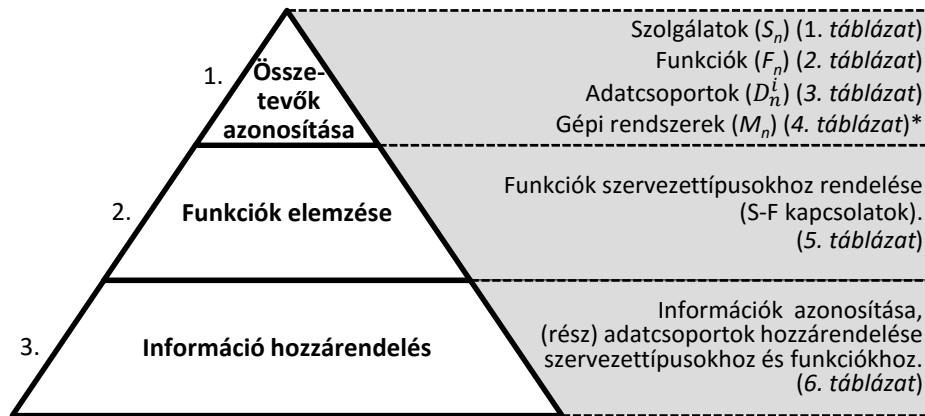 1.
Össze-
tevők
azonosítása
Szolgálatok (Sₙ) (1. táblázat)
Funkciók (Fₙ) (2. táblázat)
Adatcsoportok (Dₙⁱ) (3. táblázat)
Gépi rendszerek (Mₙ) (4. táblázat)*
2.
Funkciók elemzése
Funkciók szervezettípusokhoz rendelése
(S-F kapcsolatok).
(5. táblázat)
3.
Információ hozzárendelés
Információk azonosítása,
(rész) adatcsoportok hozzárendelése
szervezettípusokhoz és funkciókhoz.
(6. táblázat)